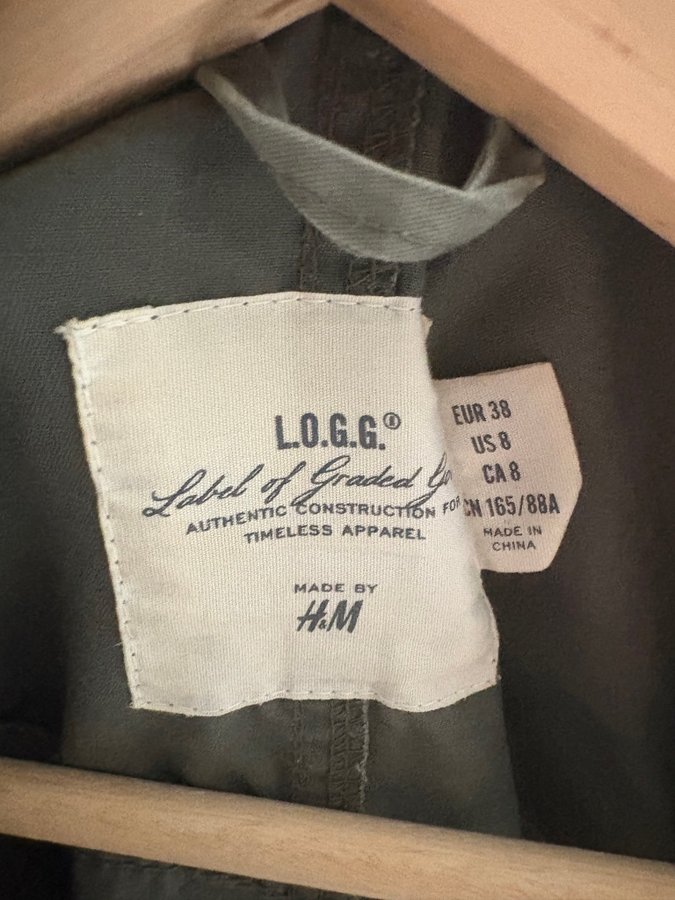 L.O.G.G.®
Label of Graded
AUTHENTIC CONSTRUCTION FOR
TIMELESS APPAREL
MADE BY
H&M
EUR 38
US 8
CA 8
CN 165/88A
MADE IN
CHINA